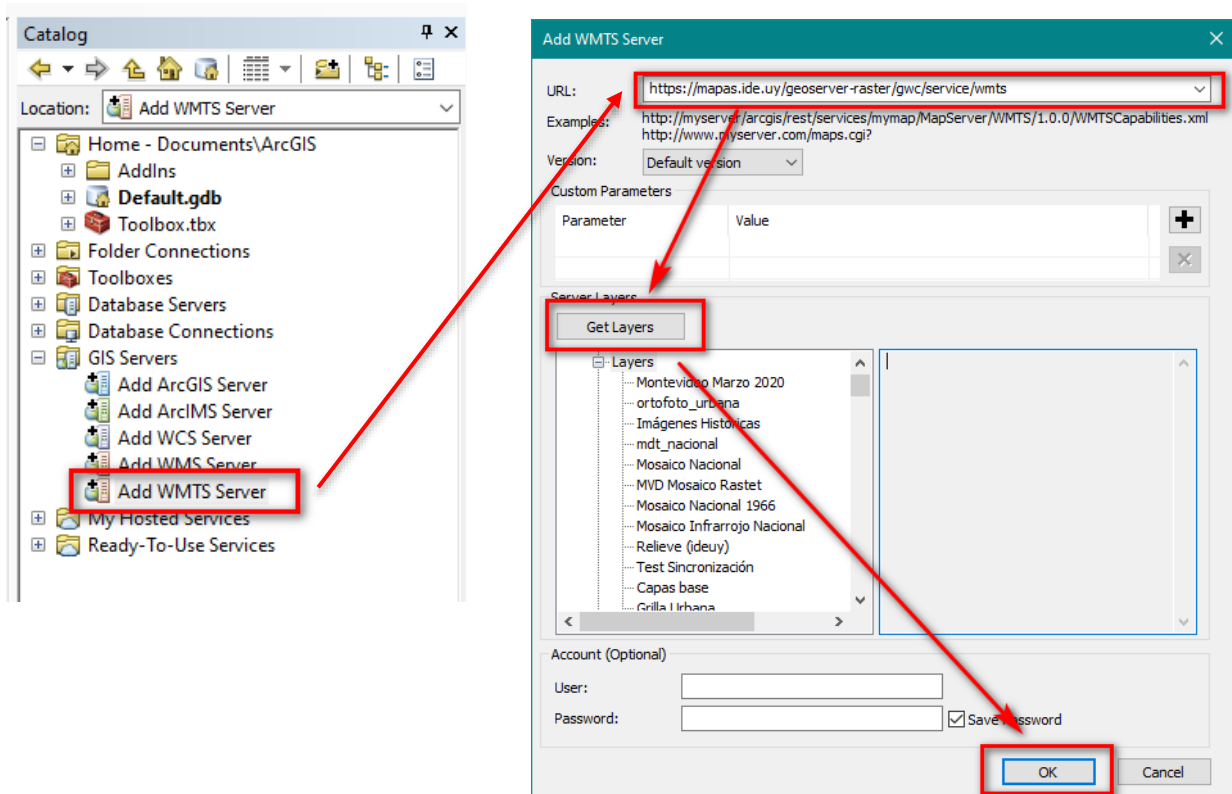 Catalog
Location: Add WMTS Server
Home - Documents\ArcGIS
AddIns
Default.gdb
Toolbox.tbx
Folder Connections
Toolboxes
Database Servers
Database Connections
GIS Servers
Add ArcGIS Server
Add ArcIMS Server
Add WCS Server
Add WMS Server
Add WMTS Server
My Hosted Services
Ready-To-Use Services
Add WMTS Server
URL: https://mapas.ide.uy/geoserver-raster/gwc/service/wmts
Examples: http://myserver/arcgis/rest/services/mymap/MapServer/WMTS/1.0.0/WMTSCapabilities.xml
http://www.myserver.com/maps.cgi?
Version: Default version
Custom Parameters
Parameter Value
Server Layers
Get Layers
Layers
Montevideo Marzo 2020
ortofoto_urbana
Imágenes Históricas
mdt_nacional
Mosaico Nacional
MVD Mosaico Rastet
Mosaico Nacional 1966
Mosaico Infrarrojo Nacional
Relieve (ideuy)
Test Sincronización
Capas base
Grilla Urbana
Account (Optional)
User:
Password: Save Password
OK Cancel